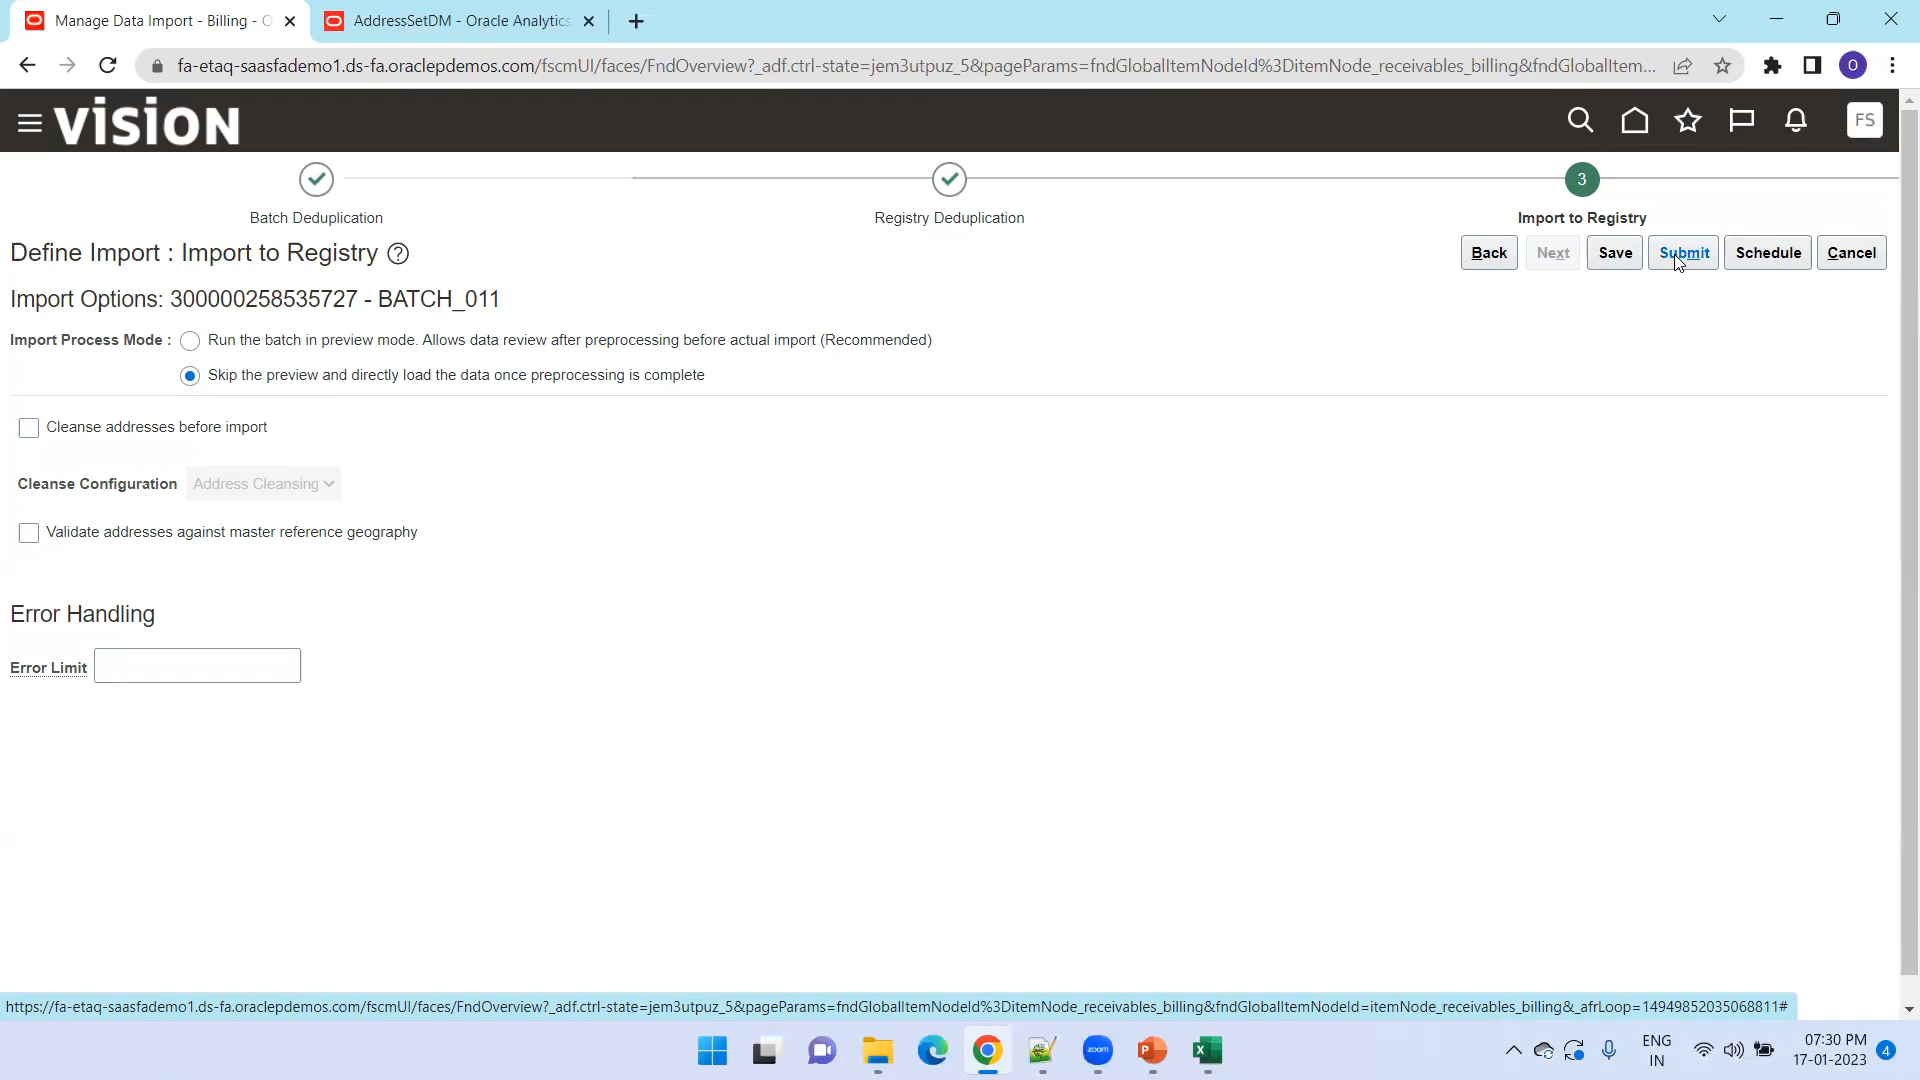 Manage Data Import - Billing - O
AddressSetDM - Oracle Analytics
fa-etaq-saasfademo1.ds-fa.oraclepdemos.com/fscmUI/faces/FndOverview?_adf.ctrl-state=jem3utpuz_5&pageParams=fndGlobalItemNodeId%3DitemNode_receivables_billing&fndGlobalItem...
O
vision
FS
3
Batch Deduplication
Registry Deduplication
Import to Registry
Define Import : Import to Registry ?
Back
Next
Save
Submit
Schedule
Cancel
Import Options: 300000258535727 - BATCH_011
Import Process Mode : Run the batch in preview mode. Allows data review after preprocessing before actual import (Recommended)
Skip the preview and directly load the data once preprocessing is complete
Cleanse addresses before import
Cleanse Configuration Address Cleansing
Validate addresses against master reference geography
Error Handling
Error Limit
https://fa-etaq-saasfademo1.ds-fa.oraclepdemos.com/fscmUI/faces/FndOverview?_adf.ctrl-state=jem3utpuz_5&pageParams=fndGlobalItemNodeId%3DitemNode_receivables_billing&fndGlobalItemNodeId=itemNode_receivables_billing&_afrLoop=14949852035068811#
zoom
ENG
IN
07:30 PM
17-01-2023
4